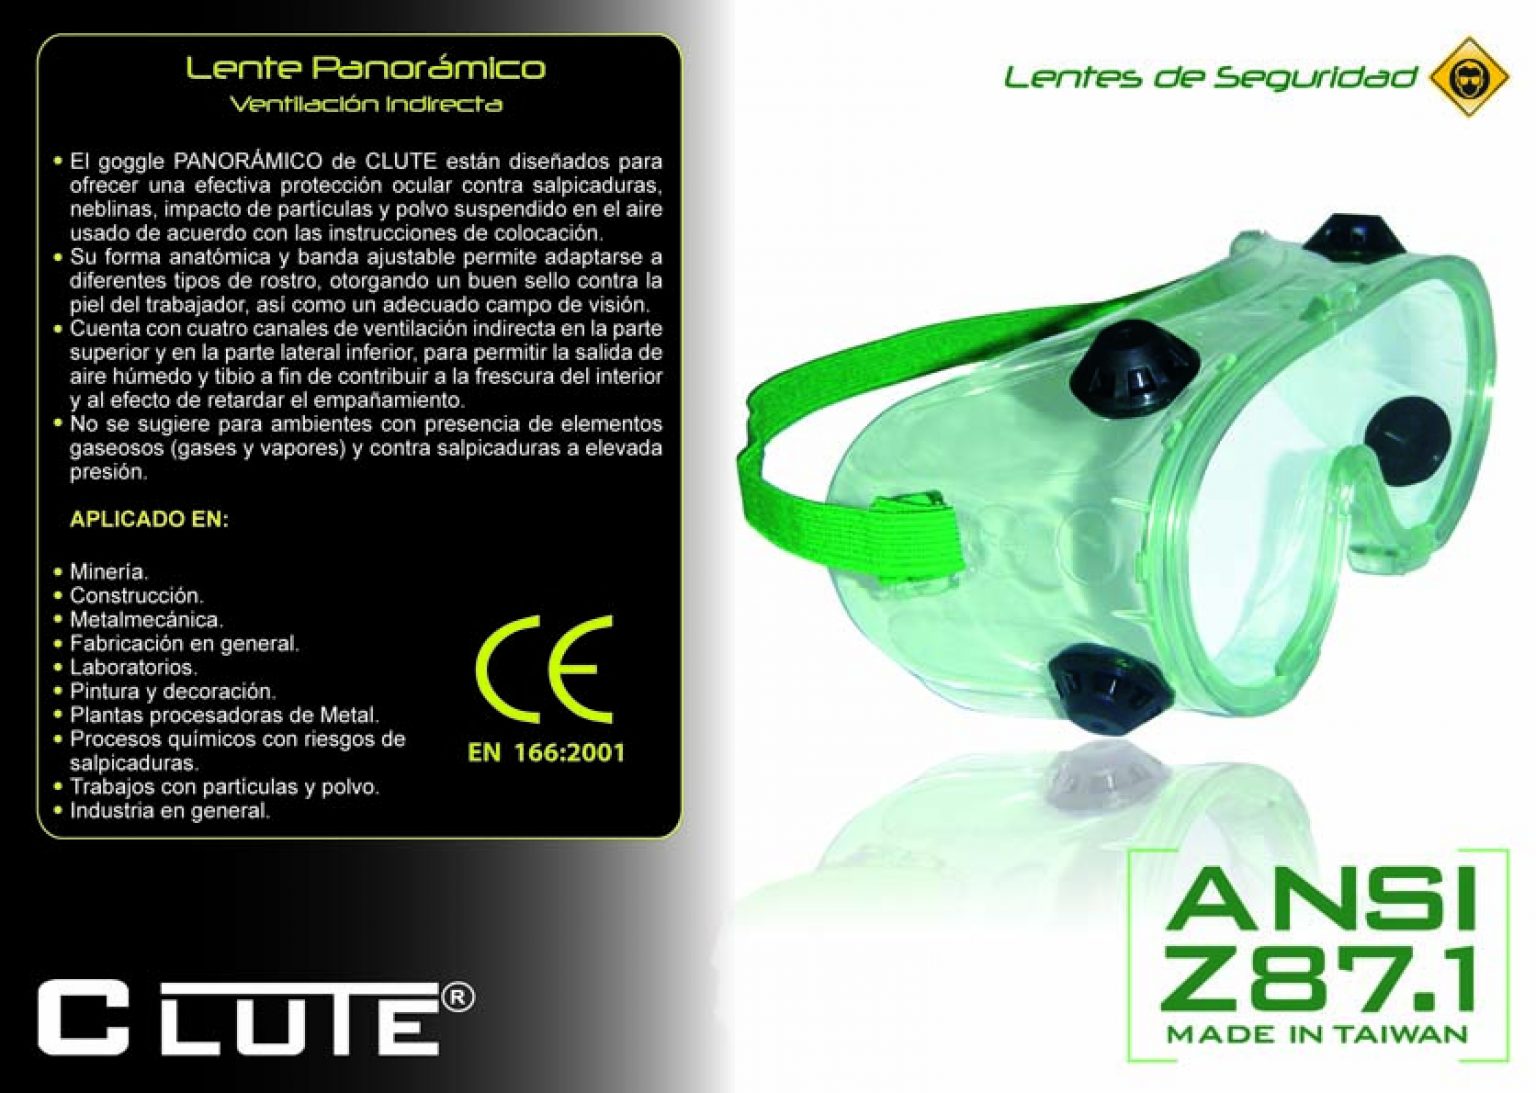 Lente Panorámico
Ventilación Indirecta
• El goggle PANORÁMICO de CLUTE están diseñados para
ofrecer una efectiva protección ocular contra salpicaduras,
neblinas, impacto de partículas y polvo suspendido en el aire
usado de acuerdo con las instrucciones de colocación.
• Su forma anatómica y banda ajustable permite adaptarse a
diferentes tipos de rostro, otorgando un buen sello contra la
piel del trabajador, así como un adecuado campo de visión.
• Cuenta con cuatro canales de ventilación indirecta en la parte
superior y en la parte lateral inferior, para permitir la salida de
aire húmedo y tibio a fin de contribuir a la frescura del interior
y al efecto de retardar el empañamiento.
• No se sugiere para ambientes con presencia de elementos
gaseosos (gases y vapores) y contra salpicaduras a elevada
presión.
APLICADO EN:
• Minería.
• Construcción.
• Metalmecánica.
• Fabricación en general.
• Laboratorios.
• Pintura y decoración.
• Plantas procesadoras de Metal.
• Procesos químicos con riesgos de
salpicaduras.
• Trabajos con partículas y polvo.
• Industria en general.
CE
EN 166:2001
CLUTE®
Lentes de Seguridad
ANSI
Z87.1
MADE IN TAIWAN